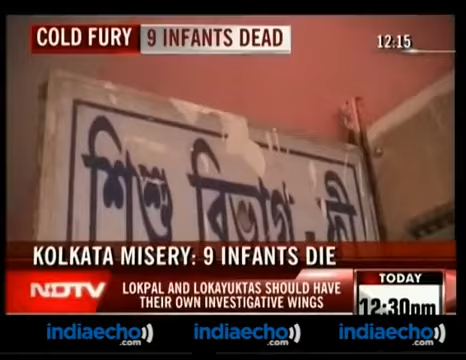 COLD FURY 9 INFANTS DEAD
12:15
শিশু বিভাগ
KOLKATA MISERY: 9 INFANTS DIE
NDTV
LOKPAL AND LOKAYUKTAS SHOULD HAVE
THEIR OWN INVESTIGATIVE WINGS
TODAY
12:30pm
indiaecho.com indiaecho.com indiaecho.com